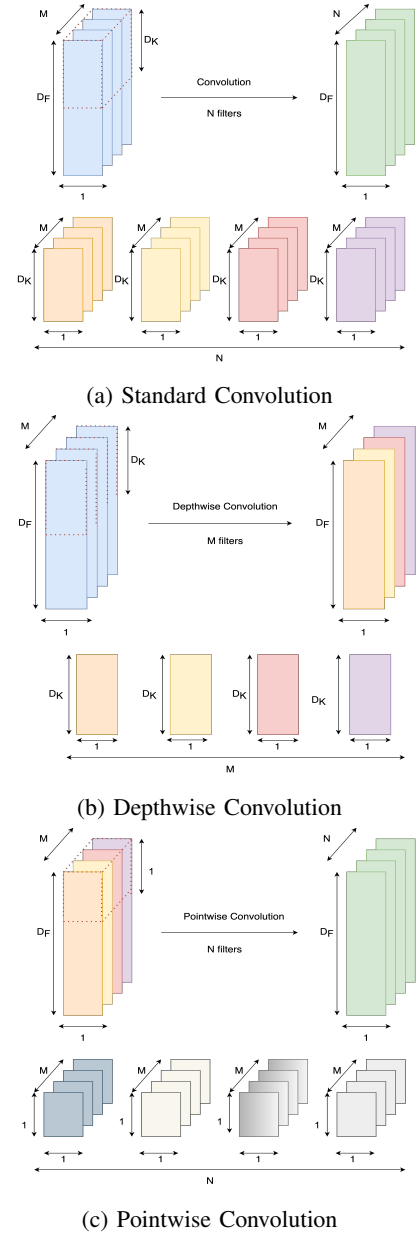 M
N
D_K
D_F
Convolution
D_F
N filters
1
1
M
M
M
M
D_K
D_K
D_K
D_K
1
1
1
1
N
(a) Standard Convolution
M
D_K
D_F
Depthwise Convolution
D_F
M filters
1
1
D_K
D_K
D_K
D_K
1
1
1
1
M
(b) Depthwise Convolution
M
N
1
D_F
Pointwise Convolution
D_F
N filters
1
1
M
M
M
M
1
1
1
1
1
1
1
1
N
(c) Pointwise Convolution